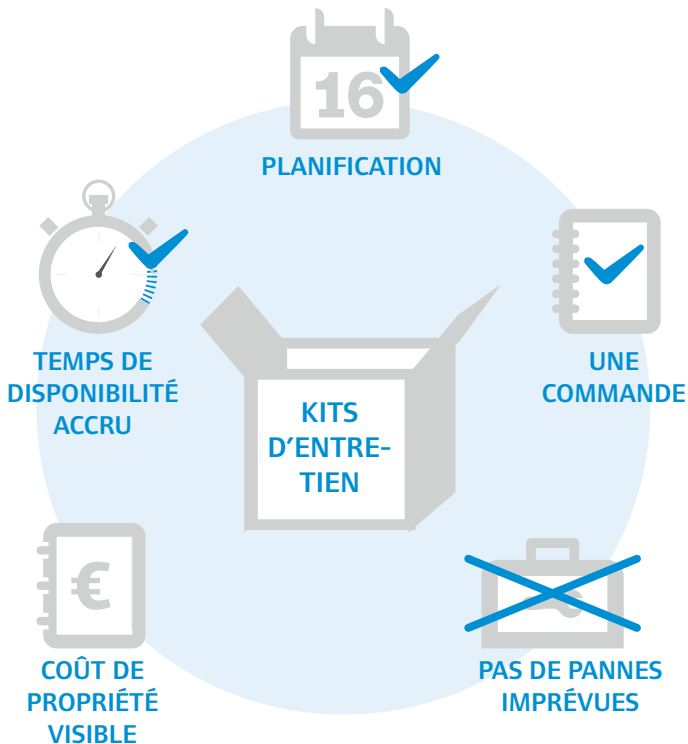 16
PLANIFICATION
TEMPS DE
DISPONIBILITÉ
ACCRU
UNE
COMMANDE
KITS
D’ENTRE-
TIEN
€
COÛT DE
PROPRIÉTÉ
VISIBLE
PAS DE PANNES
IMPRÉVUES